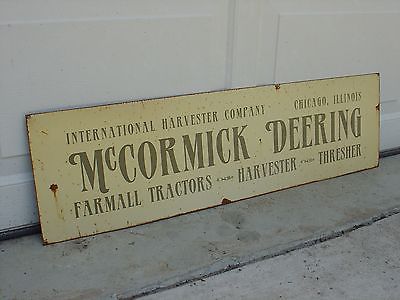 INTERNATIONAL HARVESTER COMPANY CHICAGO, ILLINOIS
McCORMICK DEERING
FARMALL TRACTORS HARVESTER THRESHER